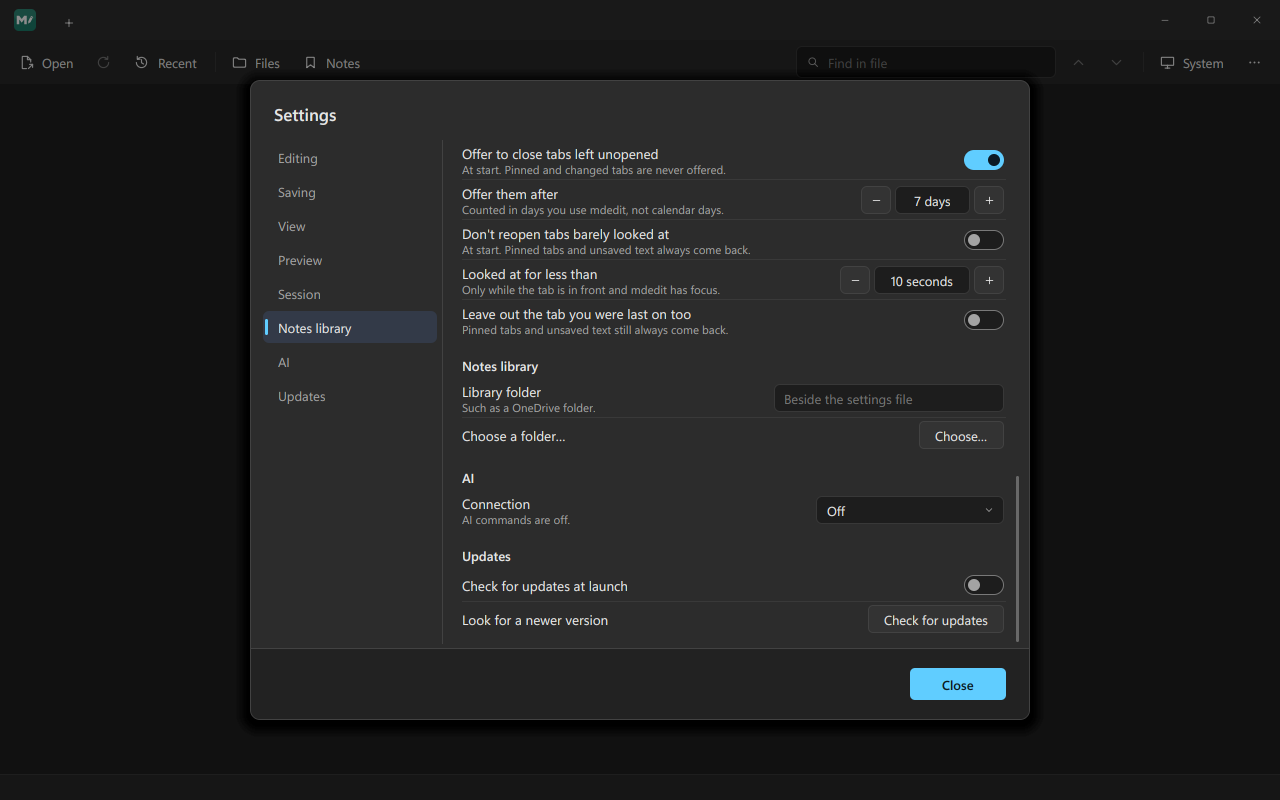 M
Open
Recent
Files
Notes
Find in file
System
Settings
Editing
Saving
View
Preview
Session
Notes library
AI
Updates
Offer to close tabs left unopened
At start. Pinned and changed tabs are never offered.
Offer them after
Counted in days you use mdedit, not calendar days.
7 days
Don't reopen tabs barely looked at
At start. Pinned tabs and unsaved text always come back.
Looked at for less than
Only while the tab is in front and mdedit has focus.
10 seconds
Leave out the tab you were last on too
Pinned tabs and unsaved text still always come back.
Notes library
Library folder
Such as a OneDrive folder.
Beside the settings file
Choose a folder...
Choose...
AI
Connection
AI commands are off.
Off
Updates
Check for updates at launch
Look for a newer version
Check for updates
Close